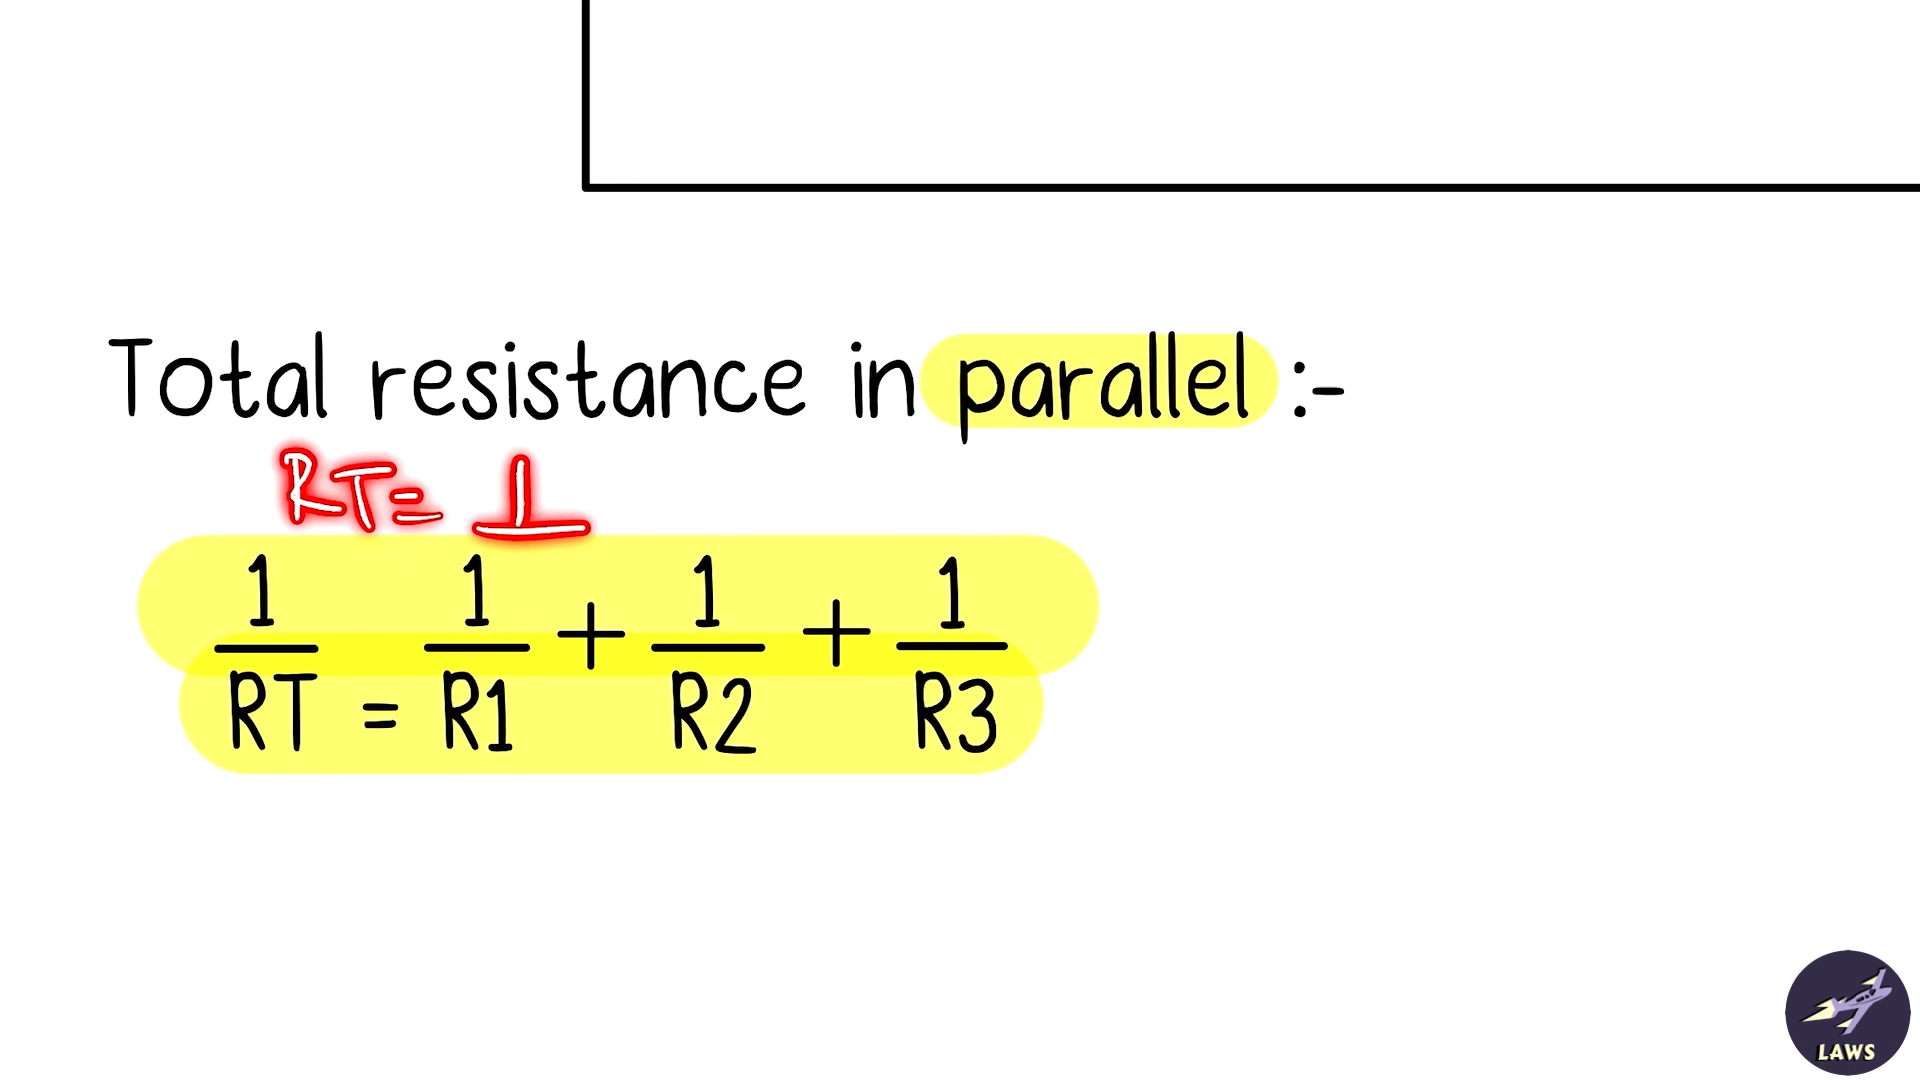 Total resistance in parallel :-
RT= 1
1 1 + 1 + 1
RT = R1 R2 R3
LAWS